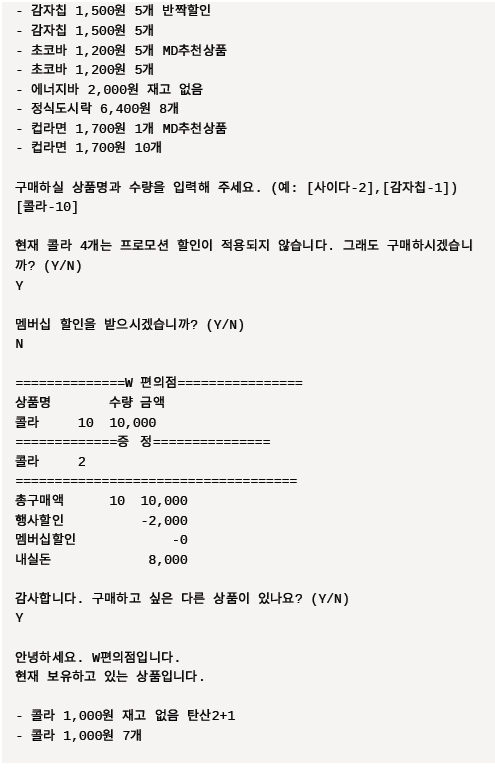 - 감자칩 1,500원 5개 반짝할인
- 감자칩 1,500원 5개
- 초코바 1,200원 5개 MD추천상품
- 초코바 1,200원 5개
- 에너지바 2,000원 재고 없음
- 정식도시락 6,400원 8개
- 컵라면 1,700원 1개 MD추천상품
- 컵라면 1,700원 10개
구매하실 상품명과 수량을 입력해 주세요. (예: [사이다-2],[감자칩-1])
[콜라-10]
현재 콜라 4개는 프로모션 할인이 적용되지 않습니다. 그래도 구매하시겠습니
까? (Y/N)
Y
멤버십 할인을 받으시겠습니까? (Y/N)
N
==============W 편의점================
상품명 수량 금액
콜라 10 10,000
=============증 정===============
콜라 2
====================================
총구매액 10 10,000
행사할인 -2,000
멤버십할인 -0
내실돈 8,000
감사합니다. 구매하고 싶은 다른 상품이 있나요? (Y/N)
Y
안녕하세요. W편의점입니다.
현재 보유하고 있는 상품입니다.
- 콜라 1,000원 재고 없음 탄산2+1
- 콜라 1,000원 7개